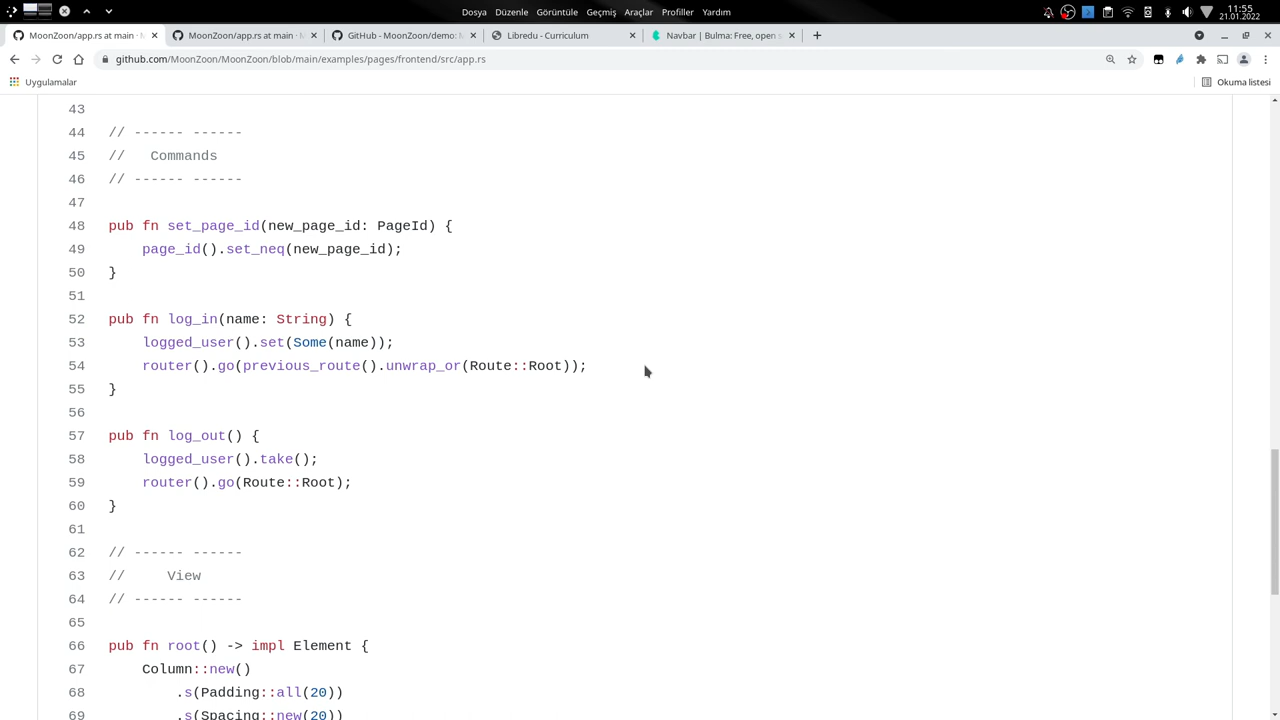 Dosya Düzenle Görüntüle Geçmiş Araçlar Profiller Yardım
11:55
21.01.2022
MoonZoon/app.rs at main · M
MoonZoon/app.rs at main · M
GitHub - MoonZoon/demo: M
Libredu - Curriculum
Navbar | Bulma: Free, open s
github.com/MoonZoon/MoonZoon/blob/main/examples/pages/frontend/src/app.rs
Uygulamalar
Okuma listesi
43
44 // ------ ------
45 //   Commands
46 // ------ ------
47
48 pub fn set_page_id(new_page_id: PageId) {
49     page_id().set_neq(new_page_id);
50 }
51
52 pub fn log_in(name: String) {
53     logged_user().set(Some(name));
54     router().go(previous_route().unwrap_or(Route::Root));
55 }
56
57 pub fn log_out() {
58     logged_user().take();
59     router().go(Route::Root);
60 }
61
62 // ------ ------
63 //     View
64 // ------ ------
65
66 pub fn root() -> impl Element {
67     Column::new()
68         .s(Padding::all(20))
69         .s(Spacing::new(20))